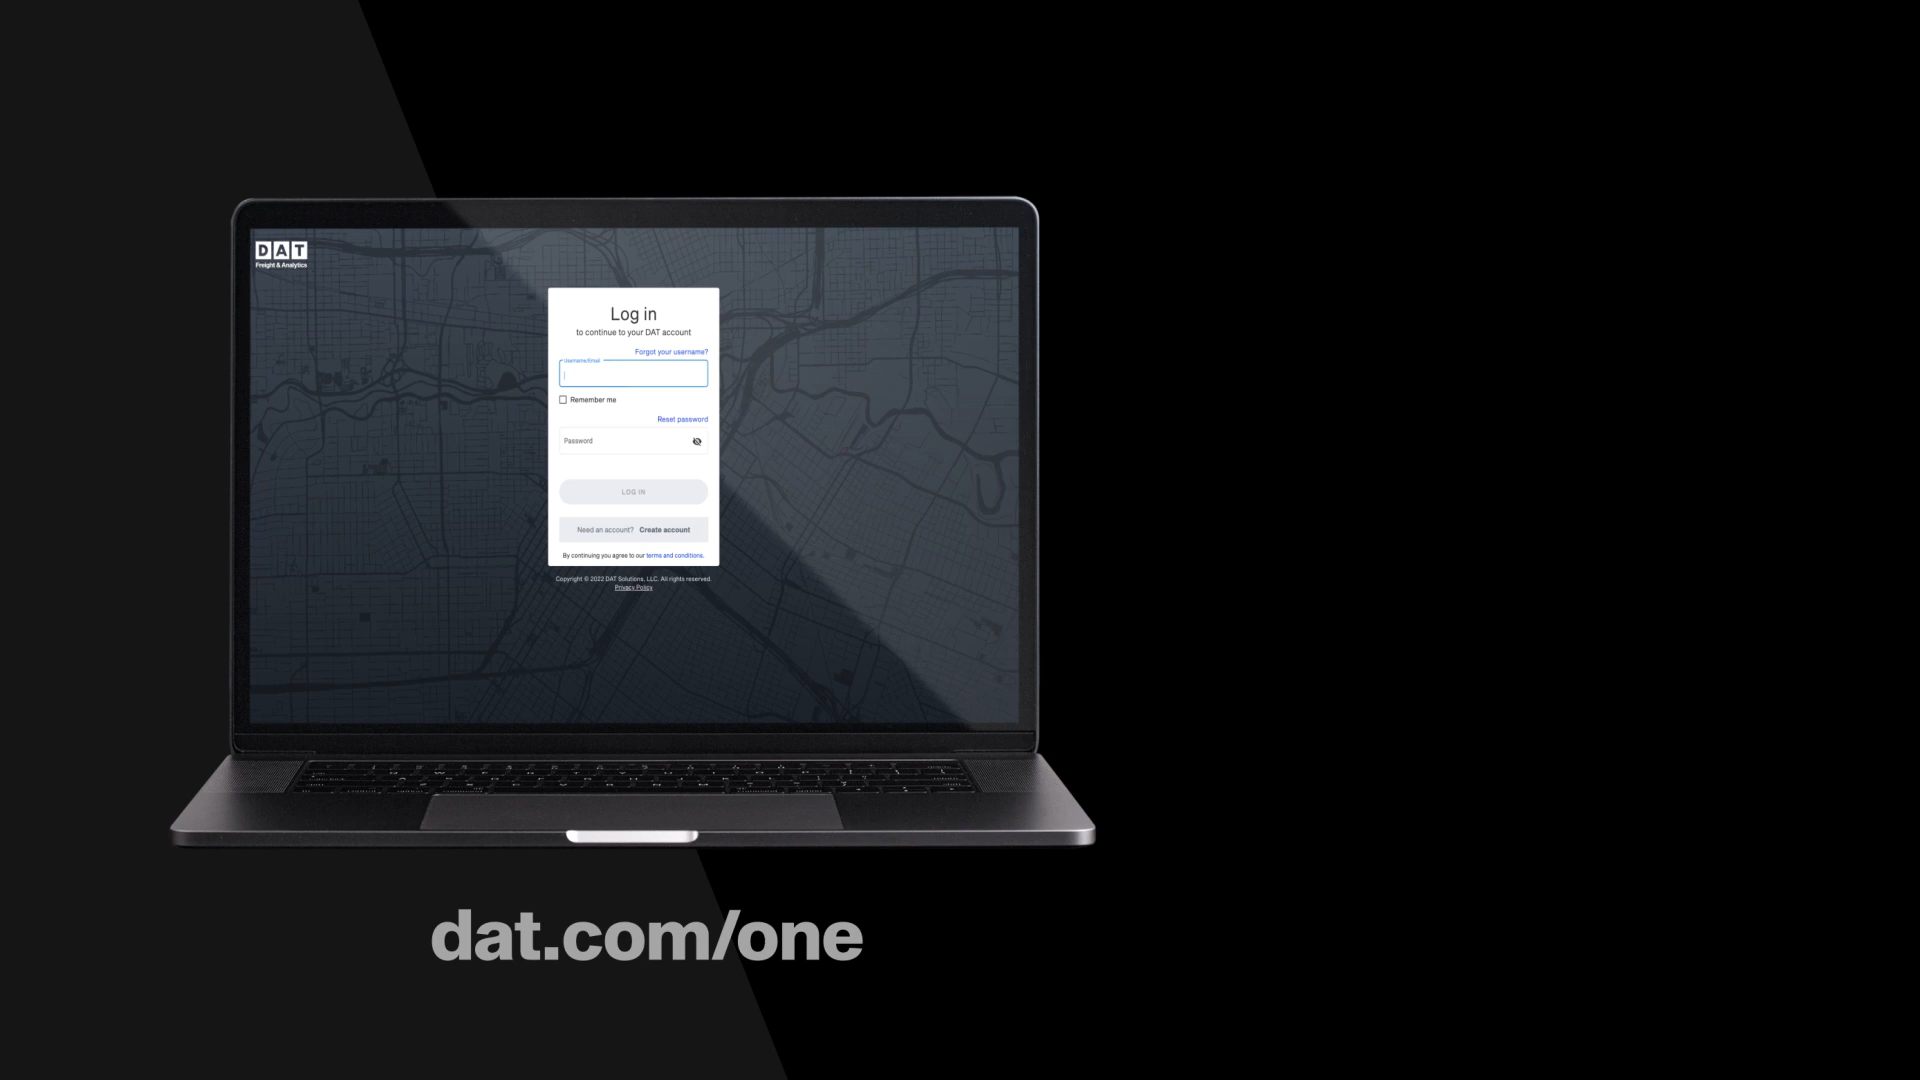 DAT
Freight & Analytics
Log in
to continue to your DAT account
Forgot your username?
Username/Email
Remember me
Reset password
Password
LOG IN
Need an account? Create account
By continuing you agree to our terms and conditions.
Copyright © 2022 DAT Solutions, LLC. All rights reserved.
Privacy Policy
dat.com/one